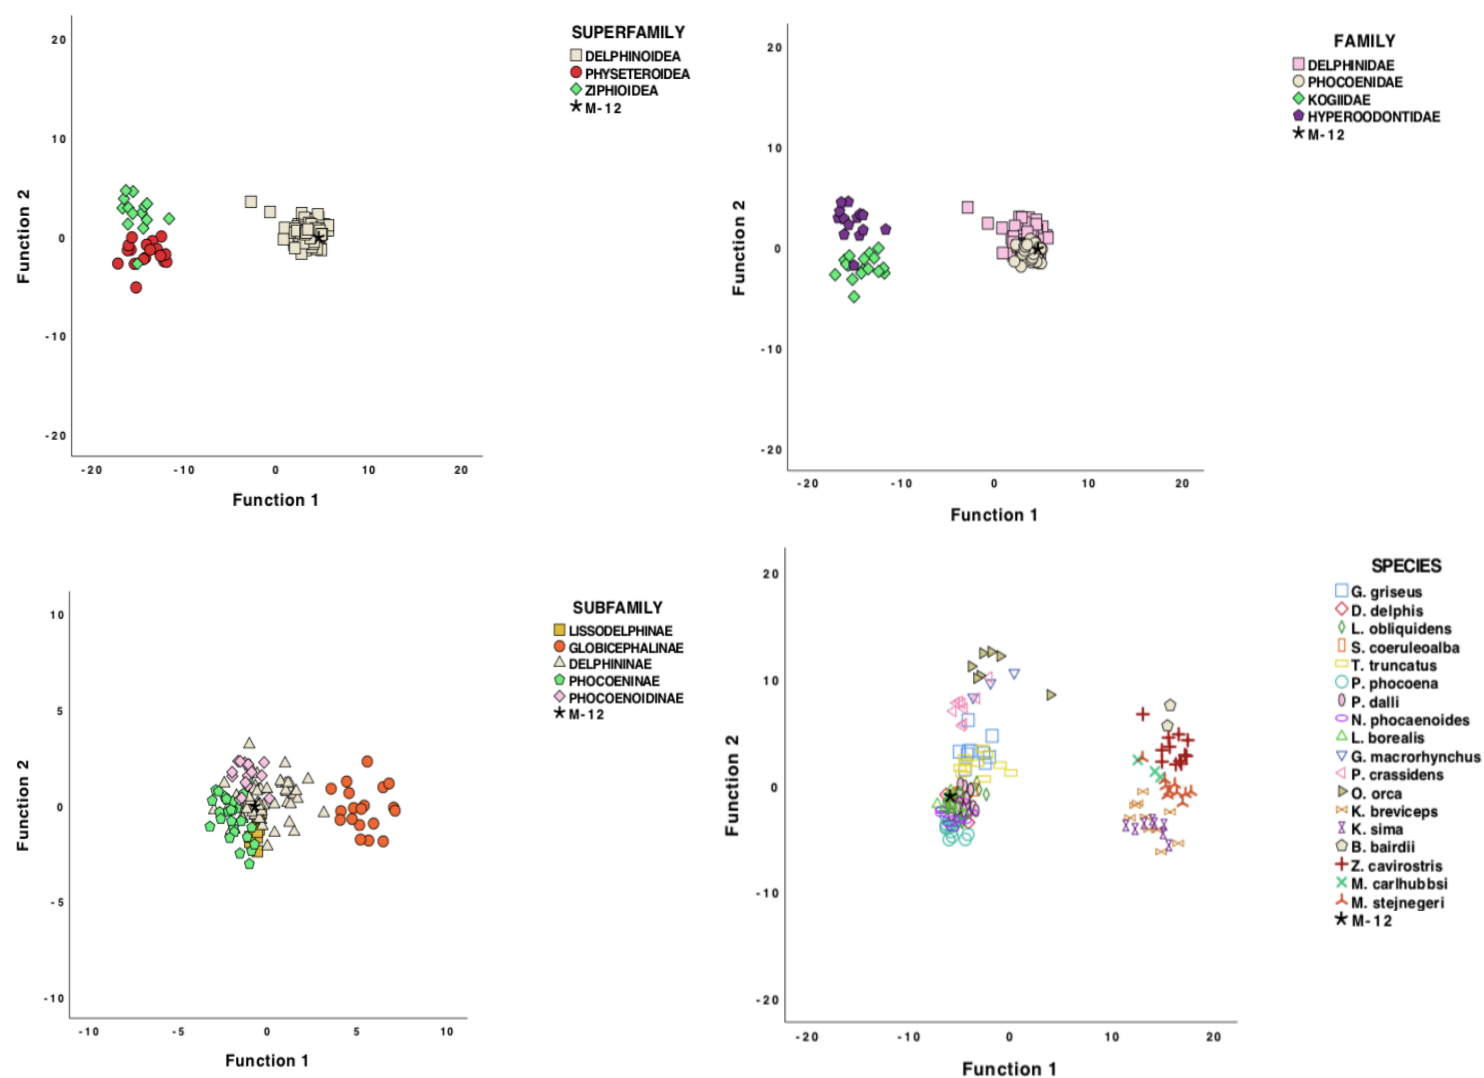 SUPERFAMILY
DELPHINOIDEA
PHYSETEROIDEA
ZIPHIOIDEA
M-12
20
10
0
-10
-20
Function 2
-20
-10
0
10
20
Function 1
FAMILY
DELPHINIDAE
PHOCOENIDAE
KOGIIDAE
HYPEROODONTIDAE
M-12
20
10
0
-10
-20
Function 2
-20
-10
0
10
20
Function 1
SUBFAMILY
LISSODELPHINAE
GLOBICEPHALINAE
DELPHININAE
PHOCOENINAE
PHOCOENOIDINAE
M-12
10
5
0
-5
-10
Function 2
-10
-5
0
5
10
Function 1
SPECIES
G. griseus
D. delphis
L. obliquidens
S. coeruleoalba
T. truncatus
P. phocoena
P. dalli
N. phocaenoides
L. borealis
G. macrorhynchus
P. crassidens
O. orca
K. breviceps
K. sima
B. bairdii
Z. cavirostris
M. carlhubbsi
M. stejnegeri
M-12
20
10
0
-10
-20
Function 2
-20
-10
0
10
20
Function 1